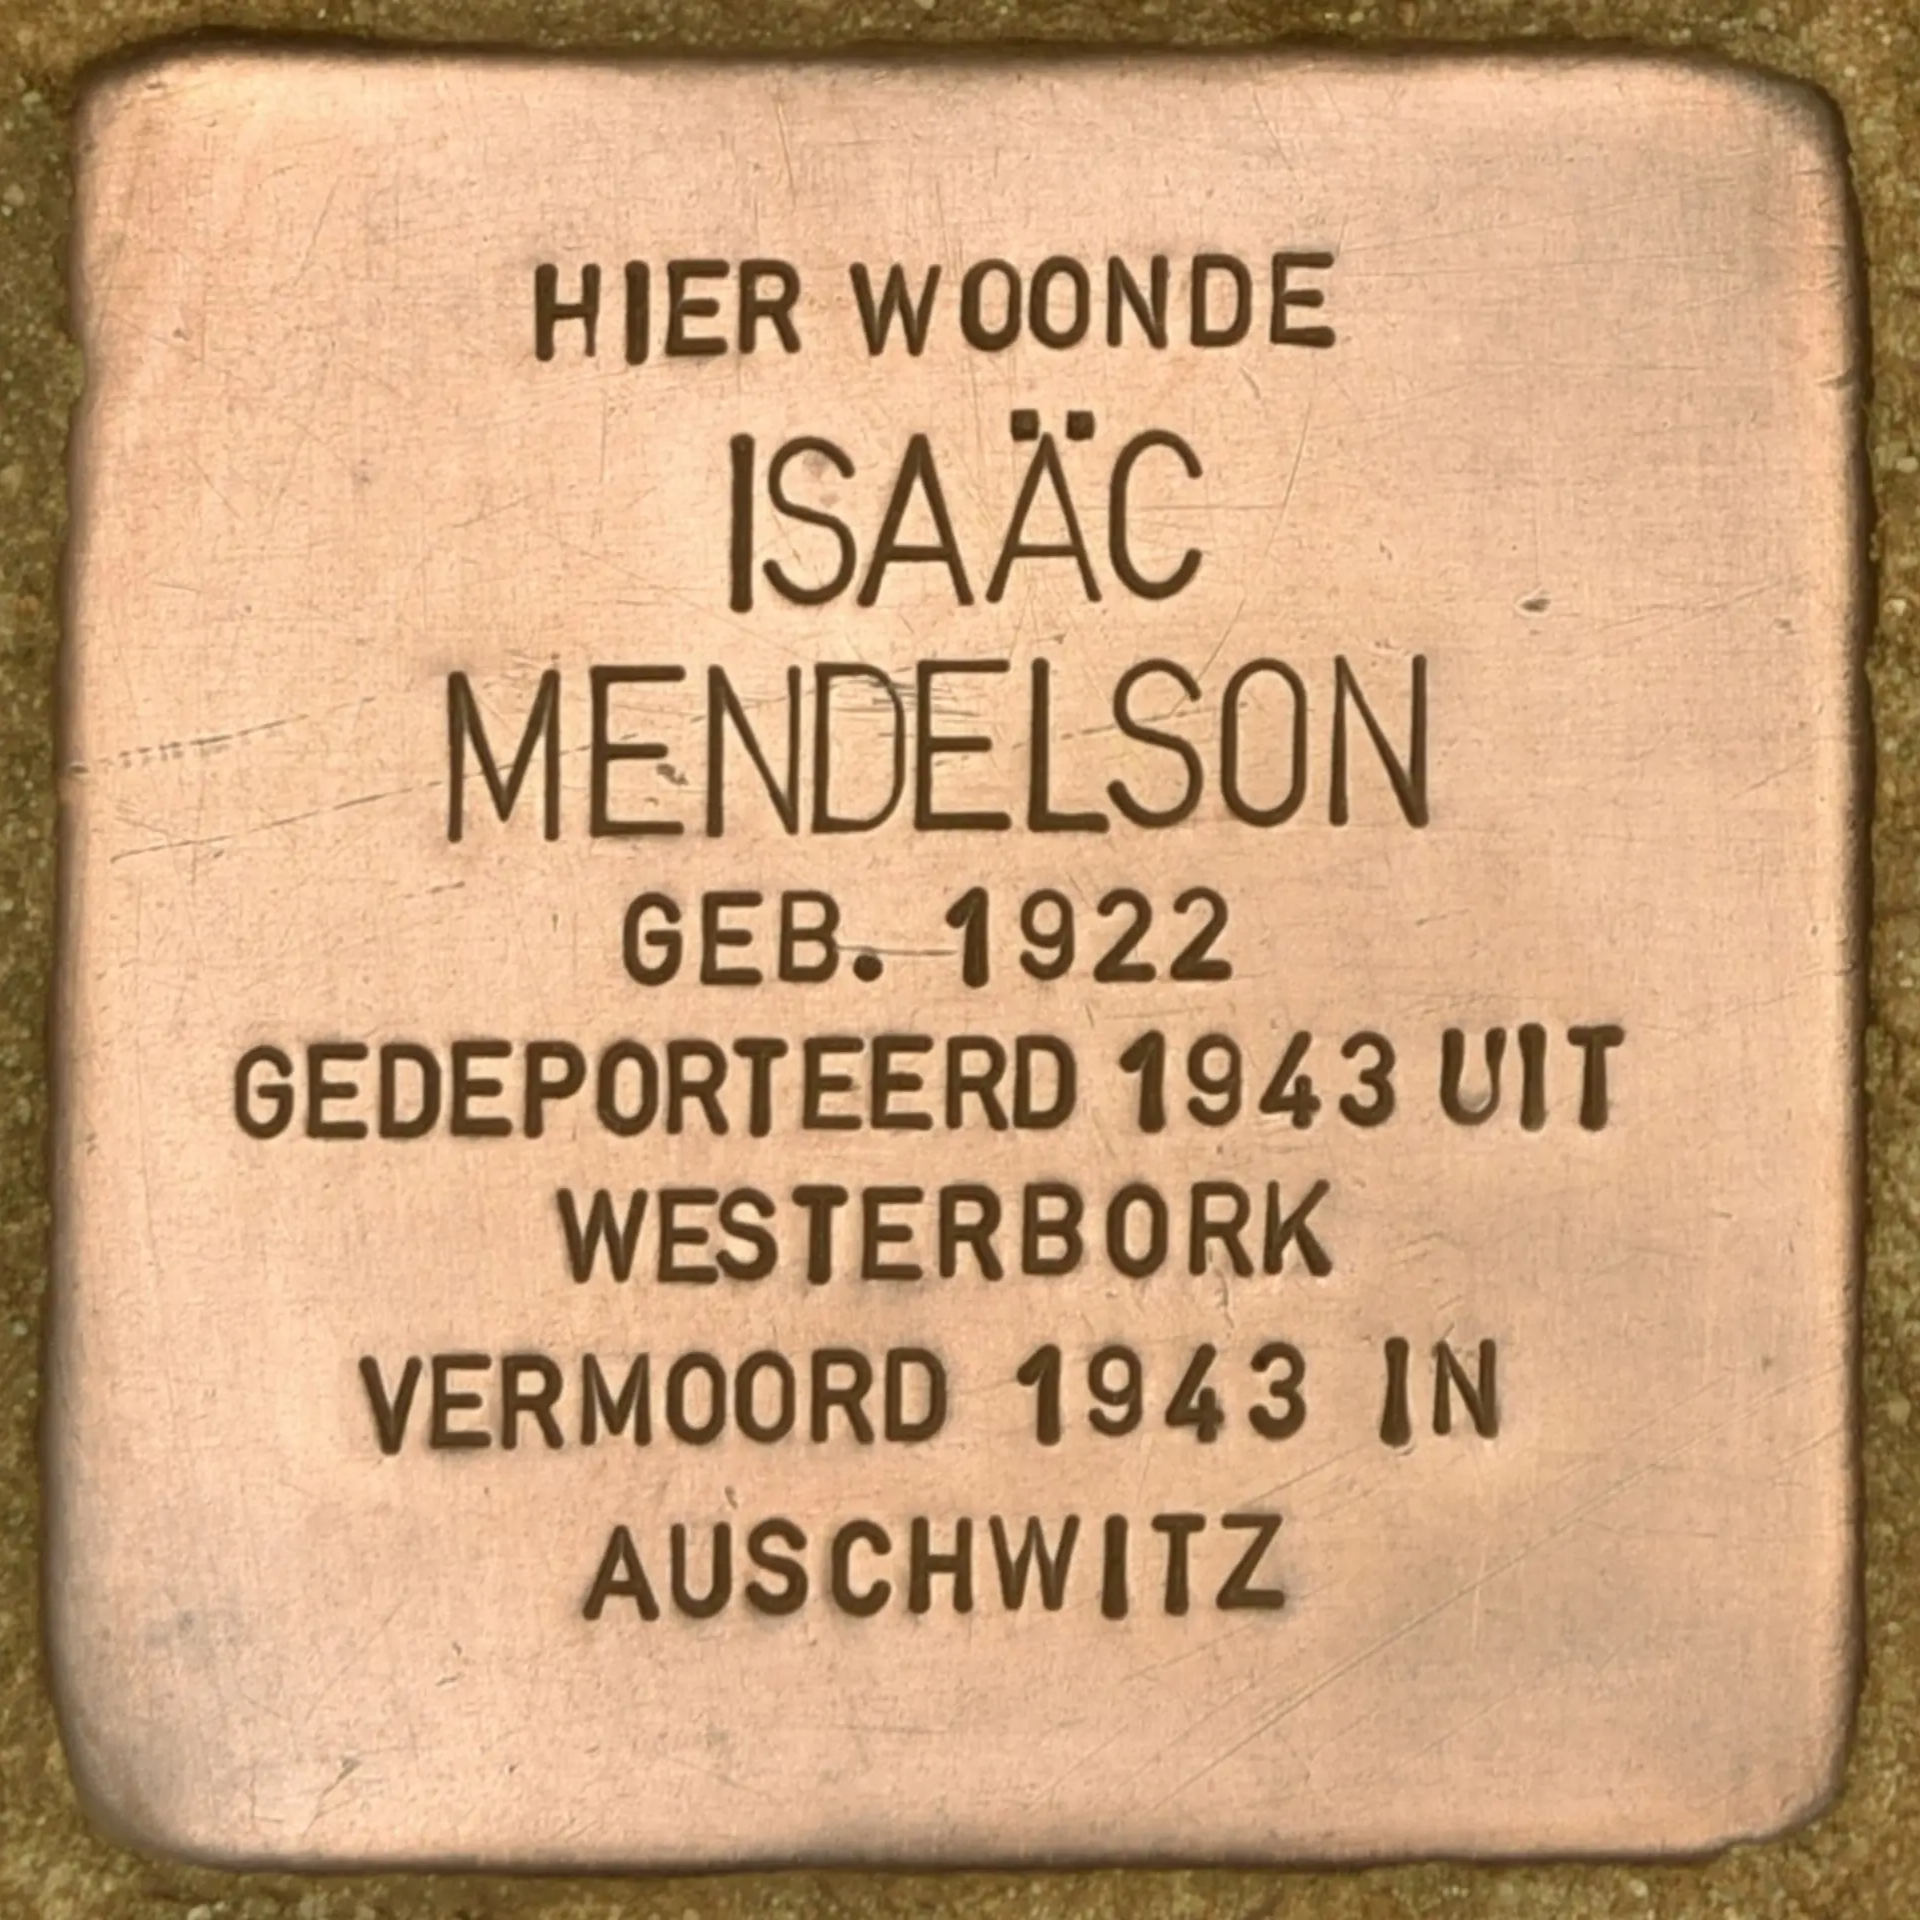 HIER WOONDE
ISAÄC
MENDELSON
GEB. 1922
GEDEPORTEERD 1943 UIT
WESTERBORK
VERMOORD 1943 IN
AUSCHWITZ